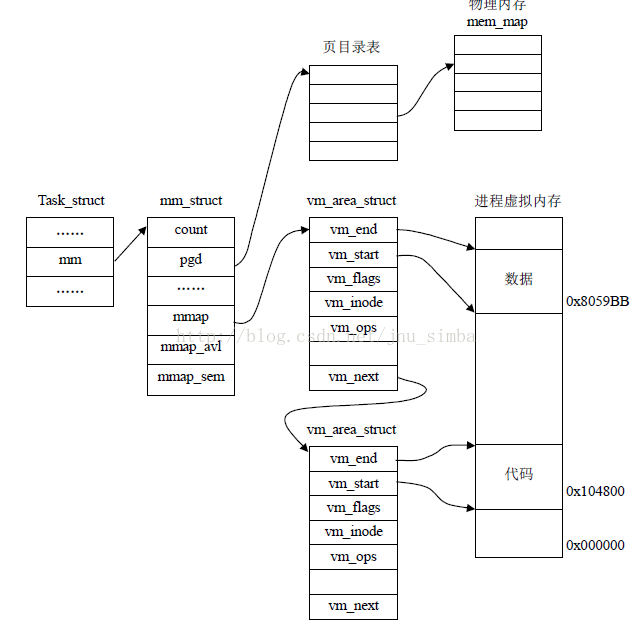 物理内存
mem_map
页目录表
Task_struct
……
mm
……
mm_struct
count
pgd
……
mmap
mmap_avl
mmap_sem
vm_area_struct
vm_end
vm_start
vm_flags
vm_inode
vm_ops
vm_next
vm_area_struct
vm_end
vm_start
vm_flags
vm_inode
vm_ops
vm_next
进程虚拟内存
数据
0x8059BB
代码
0x104800
0x000000
http://blog.csdn.net/jnu_simba